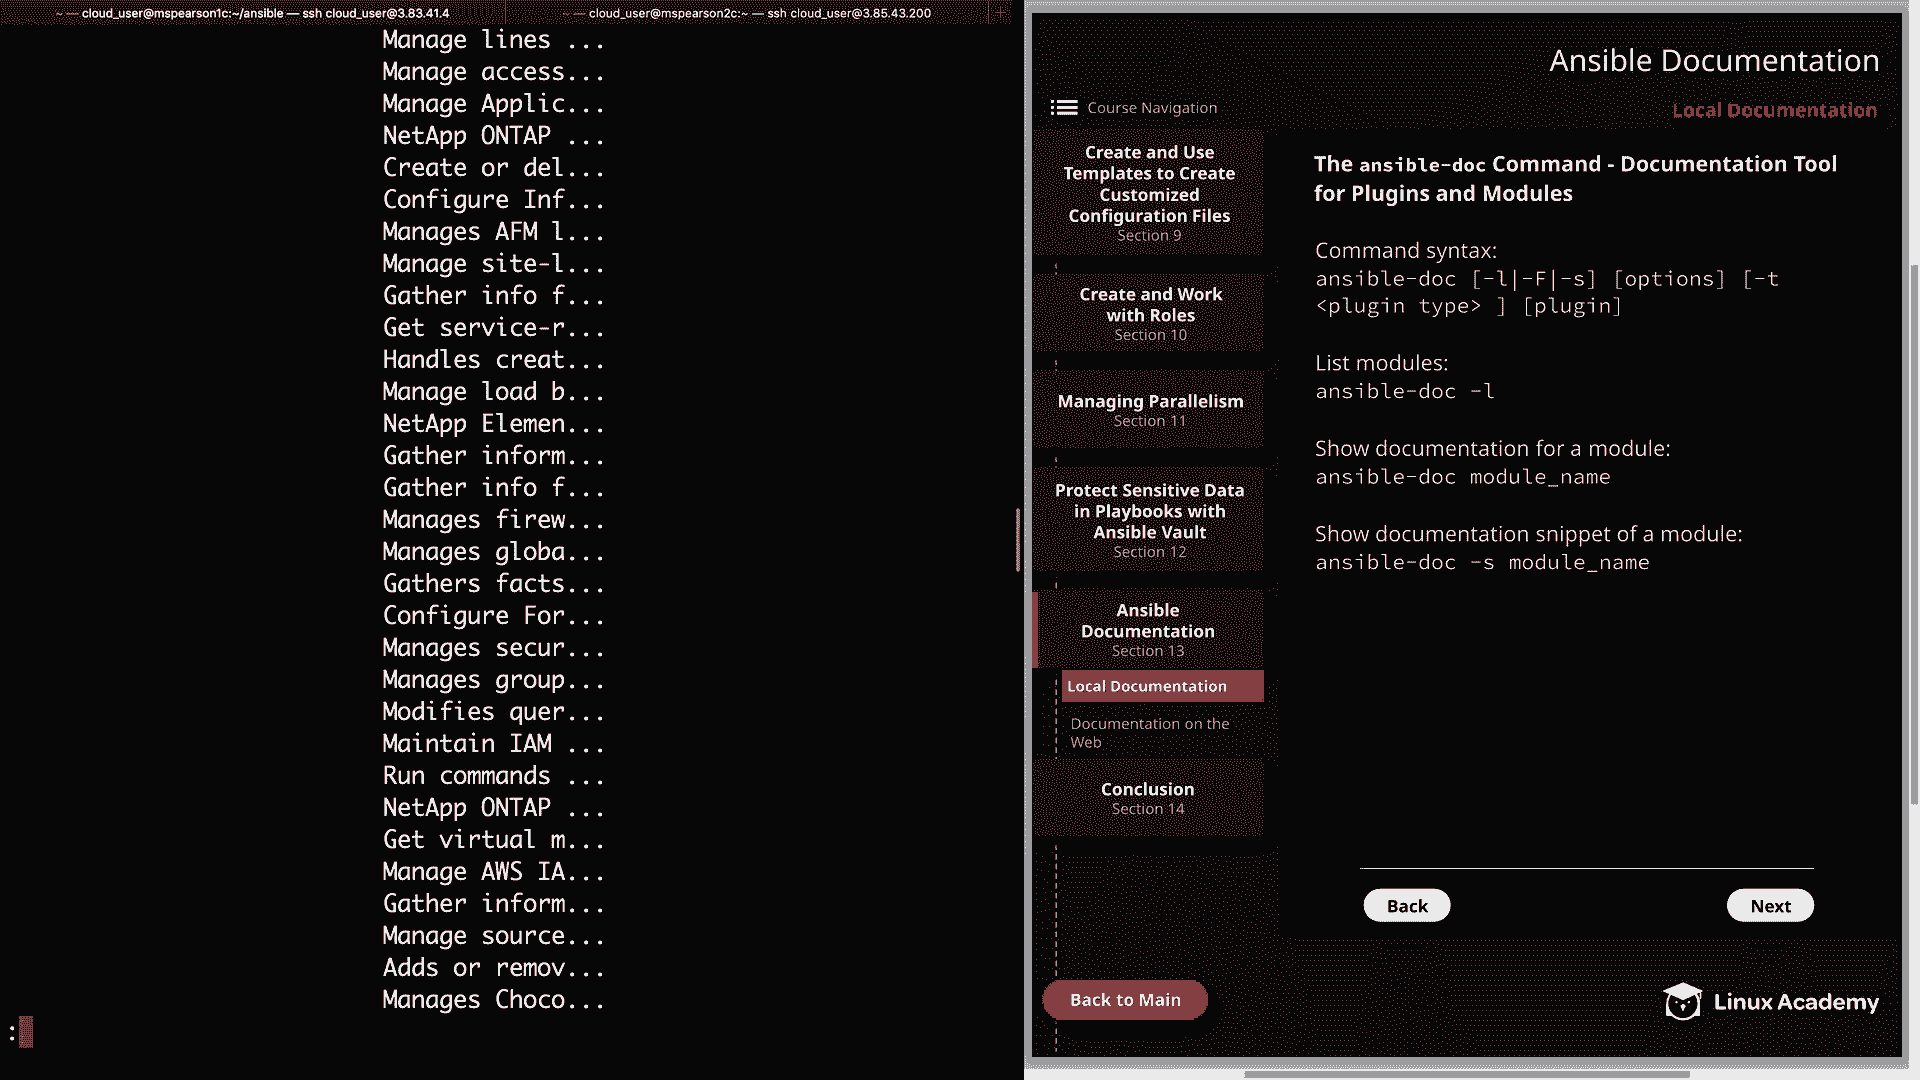 ~ — cloud_user@mspearson1c:~/ansible — ssh cloud_user@3.83.41.4
~ — cloud_user@mspearson2c:~ — ssh cloud_user@3.85.43.200
+
Manage lines ...
Manage access...
Manage Applic...
NetApp ONTAP ...
Create or del...
Configure Inf...
Manages AFM l...
Manage site-l...
Gather info f...
Get service-r...
Handles creat...
Manage load b...
NetApp Elemen...
Gather inform...
Gather info f...
Manages firew...
Manages globa...
Gathers facts...
Configure For...
Manages secur...
Manages group...
Modifies quer...
Maintain IAM ...
Run commands ...
NetApp ONTAP ...
Get virtual m...
Manage AWS IA...
Gather inform...
Manage source...
Adds or remov...
Manages Choco...
:
Ansible Documentation
Local Documentation
Course Navigation
Create and Use
Templates to Create
Customized
Configuration Files
Section 9
Create and Work
with Roles
Section 10
Managing Parallelism
Section 11
Protect Sensitive Data
in Playbooks with
Ansible Vault
Section 12
Ansible
Documentation
Section 13
Local Documentation
Documentation on the
Web
Conclusion
Section 14
Back to Main
The ansible-doc Command - Documentation Tool
for Plugins and Modules
Command syntax:
ansible-doc [-l|-F|-s] [options] [-t
<plugin type> ] [plugin]
List modules:
ansible-doc -l
Show documentation for a module:
ansible-doc module_name
Show documentation snippet of a module:
ansible-doc -s module_name
Back
Next
Linux Academy